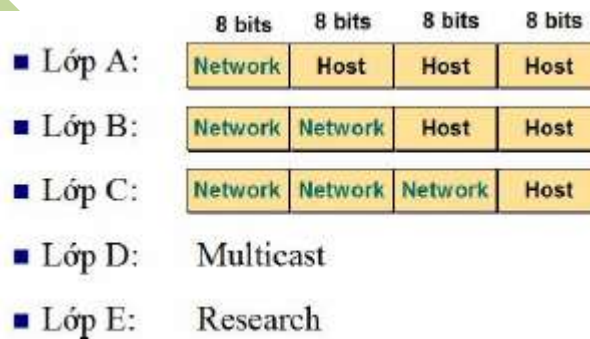 8 bits 8 bits 8 bits 8 bits
■ Lớp A: Network Host Host Host
■ Lớp B: Network Network Host Host
■ Lớp C: Network Network Network Host
■ Lớp D: Multicast
■ Lớp E: Research